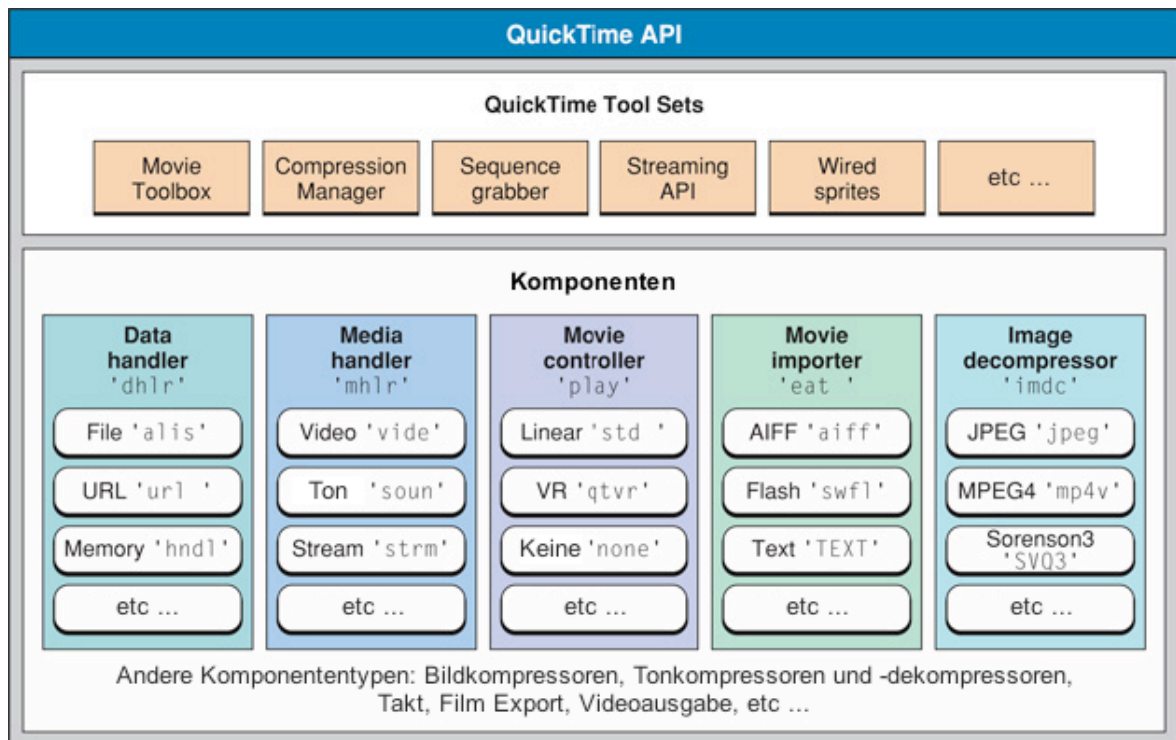 QuickTime API
QuickTime Tool Sets
Movie
Toolbox
Compression
Manager
Sequence
grabber
Streaming
API
Wired
sprites
etc ...
Komponenten
Data
handler
'dhlr'
File 'alis'
URL 'url '
Memory 'hndl'
etc ...
Media
handler
'mhlr'
Video 'vide'
Ton 'soun'
Stream 'strm'
etc ...
Movie
controller
'play'
Linear 'std '
VR 'qtvr'
Keine 'none'
etc ...
Movie
importer
'eat '
AIFF 'aiff'
Flash 'swfl'
Text 'TEXT'
etc ...
Image
decompressor
'imdc'
JPEG 'jpeg'
MPEG4 'mp4v'
Sorenson3
'SVQ3'
etc ...
Andere Komponententypen: Bildkompressoren, Tonkompressoren und -dekompressoren,
Takt, Film Export, Videoausgabe, etc ...